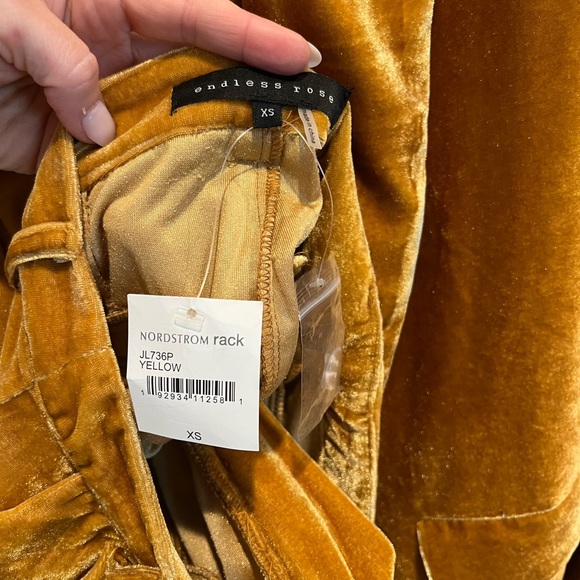 endless rose
XS
NORDSTROM rack
JL736P
YELLOW
1 92934 11258 1
XS